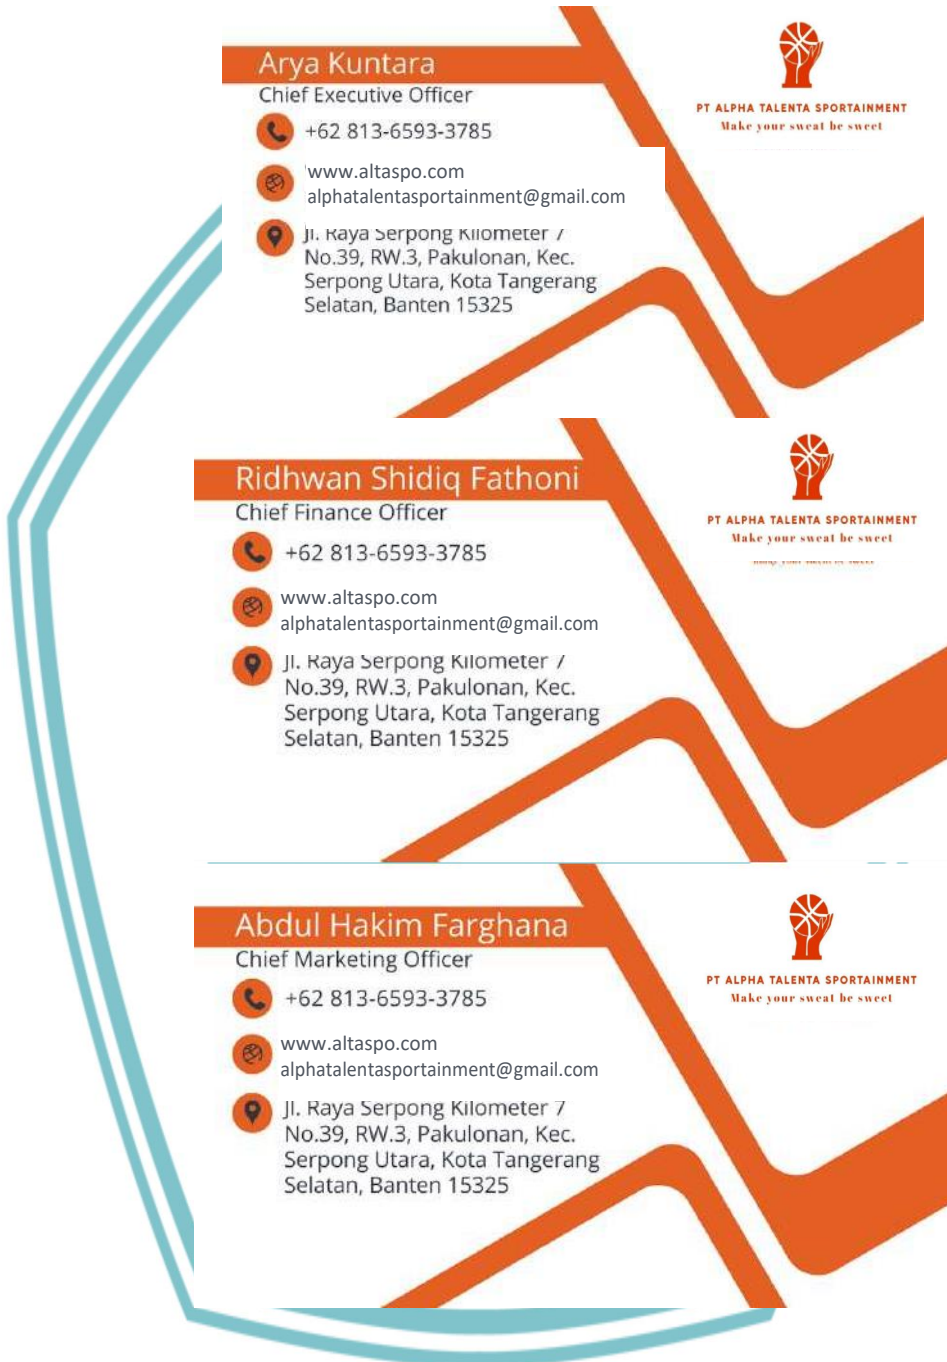 Arya Kuntara
Chief Executive Officer
+62 813-6593-3785
www.altaspo.com
alphatalentasportainment@gmail.com
Jl. Raya Serpong Kilometer 7
No.39, RW.3, Pakulonan, Kec.
Serpong Utara, Kota Tangerang
Selatan, Banten 15325
PT ALPHA TALENTA SPORTAINMENT
Make your sweat be sweet
Ridhwan Shidiq Fathoni
Chief Finance Officer
+62 813-6593-3785
www.altaspo.com
alphatalentasportainment@gmail.com
Jl. Raya Serpong Kilometer 7
No.39, RW.3, Pakulonan, Kec.
Serpong Utara, Kota Tangerang
Selatan, Banten 15325
PT ALPHA TALENTA SPORTAINMENT
Make your sweat be sweet
Abdul Hakim Farghana
Chief Marketing Officer
+62 813-6593-3785
www.altaspo.com
alphatalentasportainment@gmail.com
Jl. Raya Serpong Kilometer 7
No.39, RW.3, Pakulonan, Kec.
Serpong Utara, Kota Tangerang
Selatan, Banten 15325
PT ALPHA TALENTA SPORTAINMENT
Make your sweat be sweet